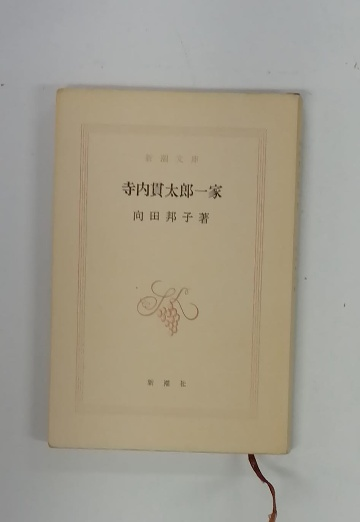 新潮文庫
寺内貫太郎一家
向田邦子著
新潮社